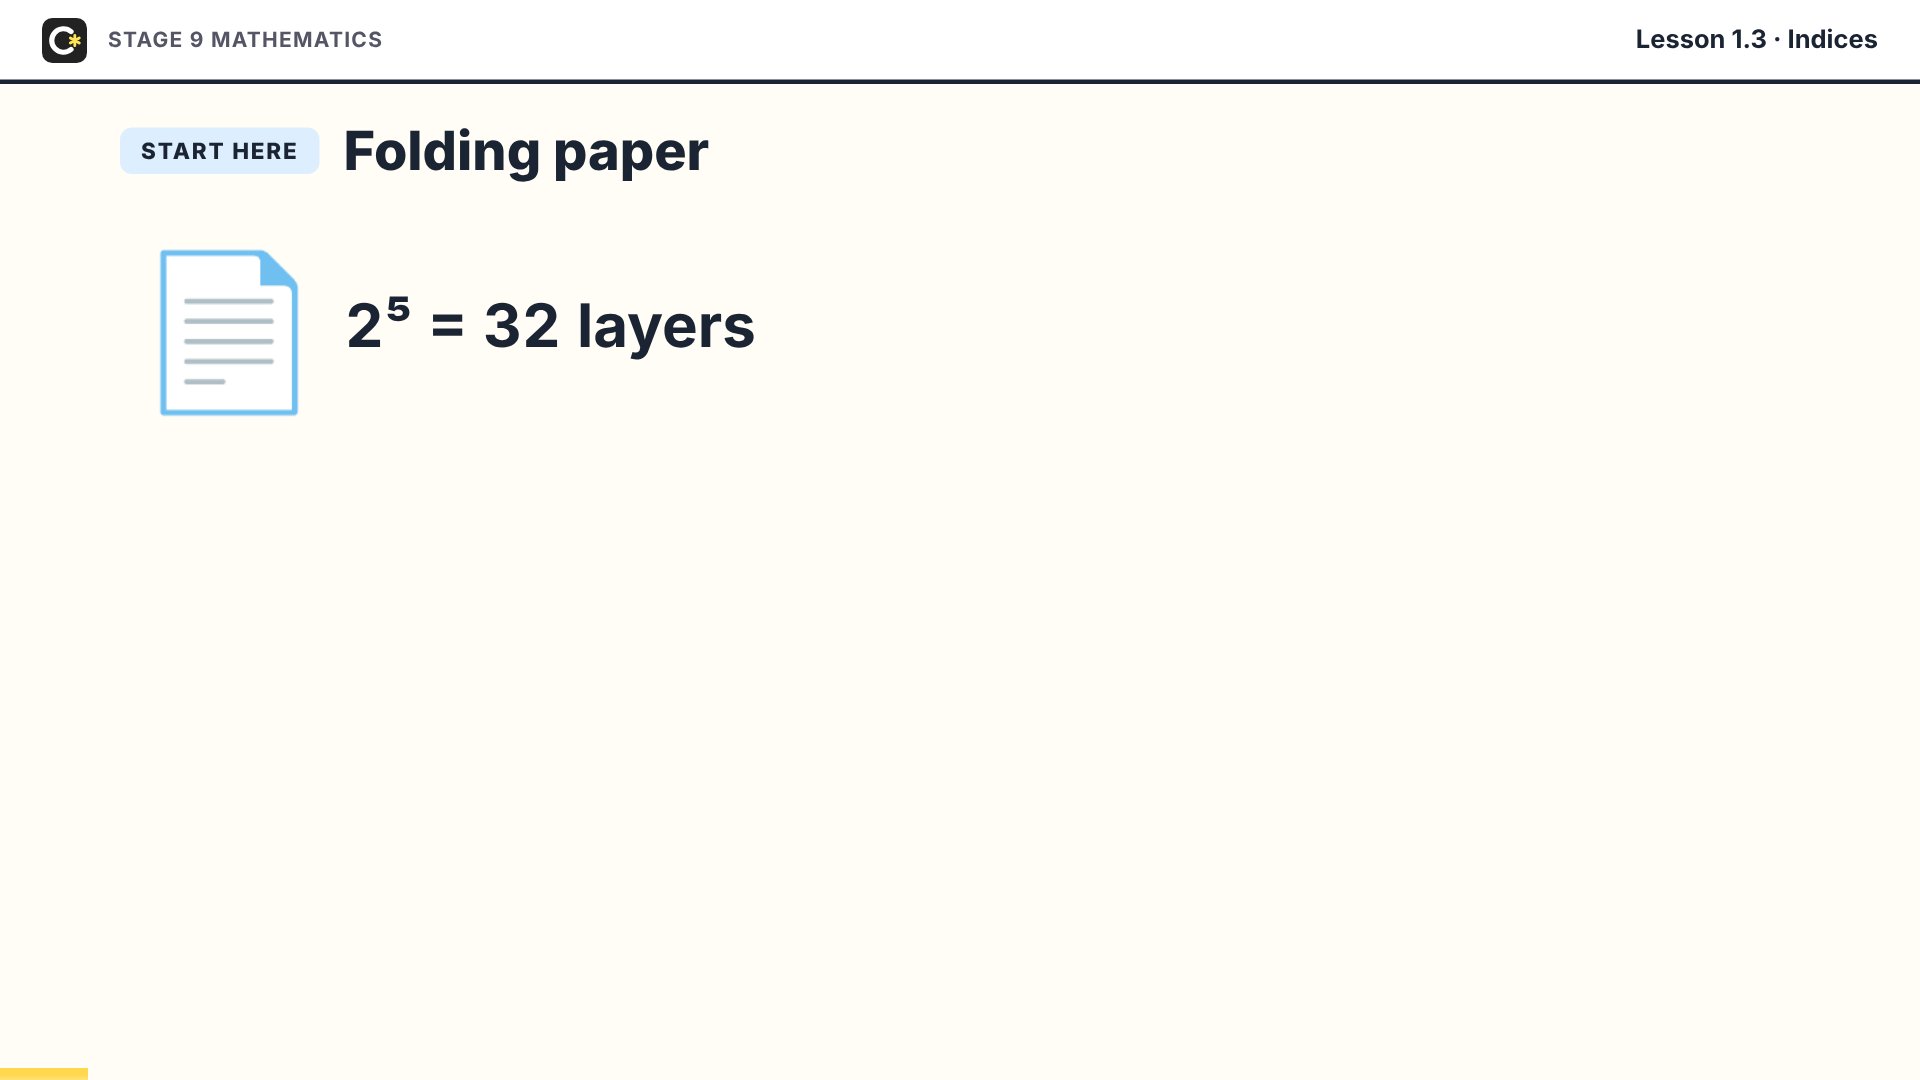 STAGE 9 MATHEMATICS
Lesson 1.3 · Indices
START HERE Folding paper
2⁵ = 32 layers